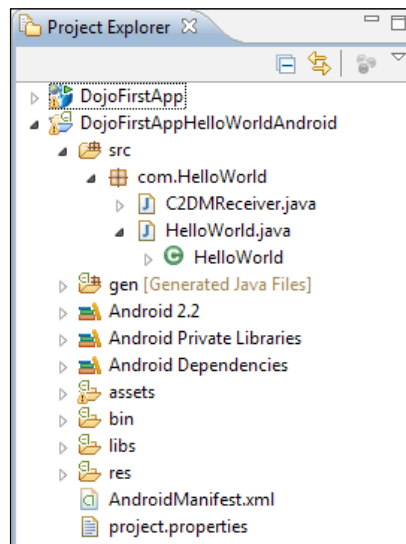 Project Explorer
DojoFirstApp
DojoFirstAppHelloWorldAndroid
src
com.HelloWorld
C2DMReceiver.java
HelloWorld.java
HelloWorld
gen [Generated Java Files]
Android 2.2
Android Private Libraries
Android Dependencies
assets
bin
libs
res
AndroidManifest.xml
project.properties